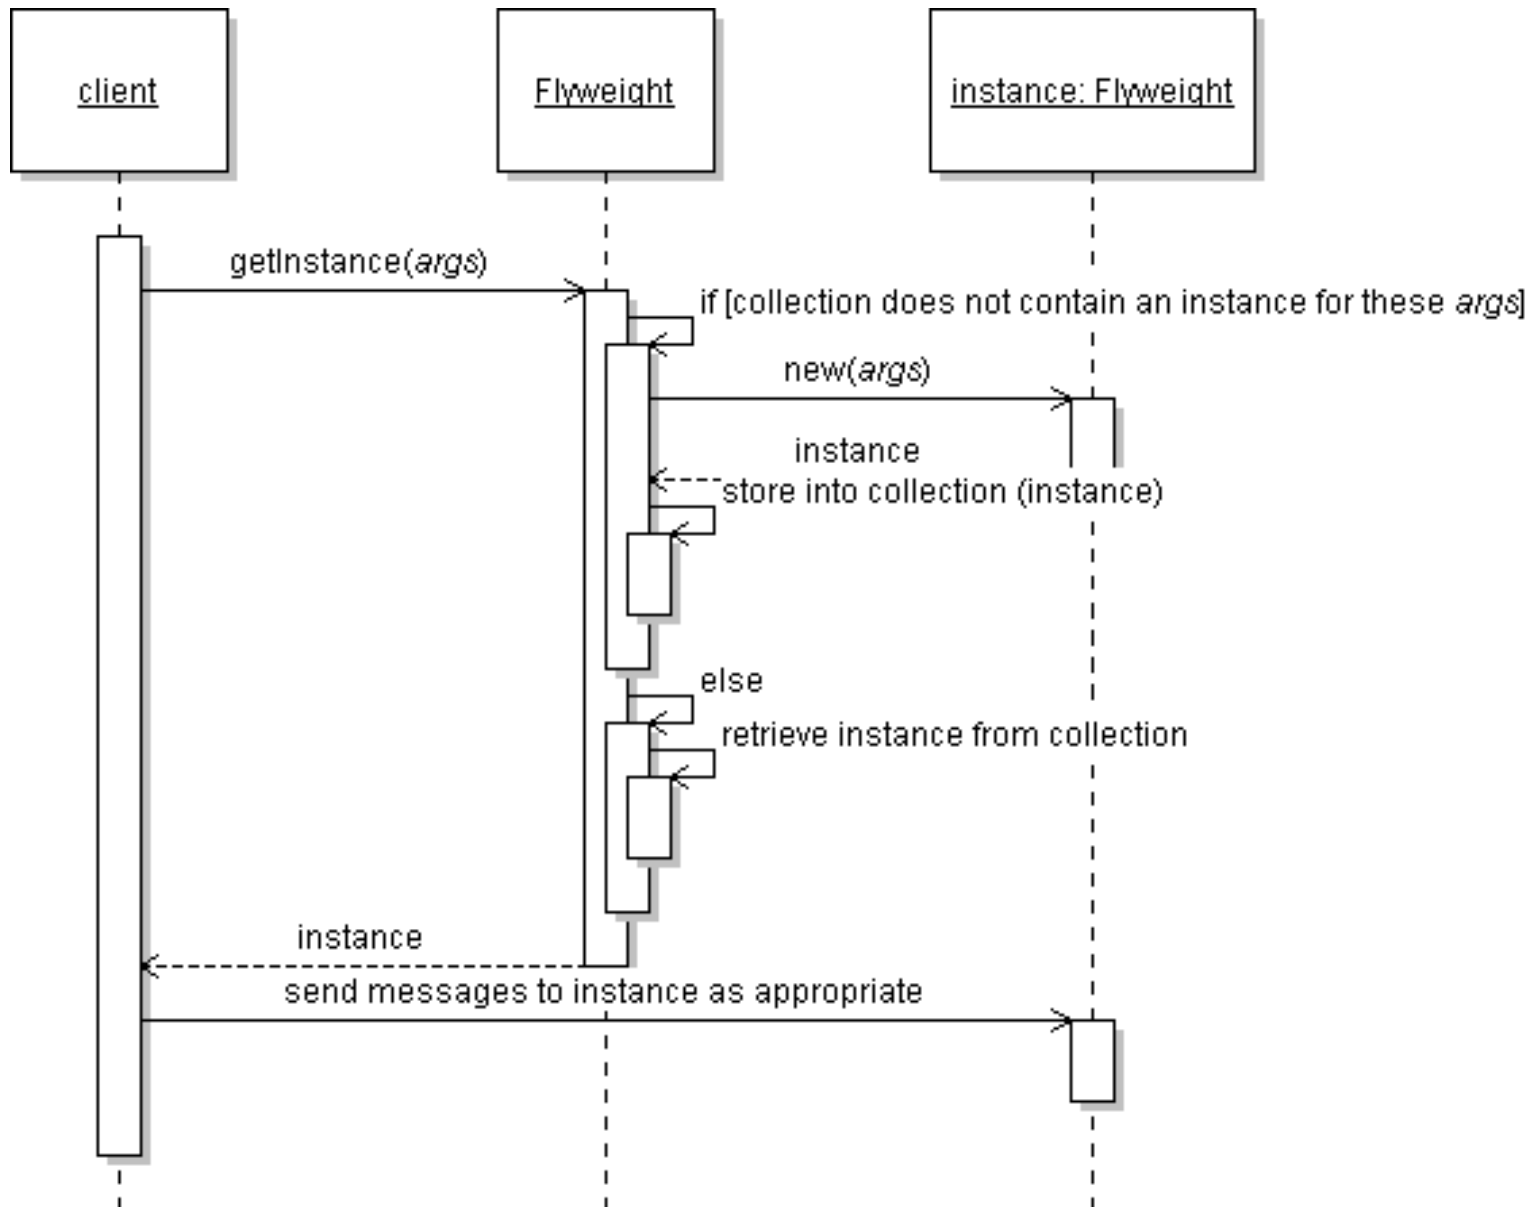 client
Flyweight
instance: Flyweight
getInstance(args)
if [collection does not contain an instance for these args]
new(args)
instance
store into collection (instance)
else
retrieve instance from collection
instance
send messages to instance as appropriate